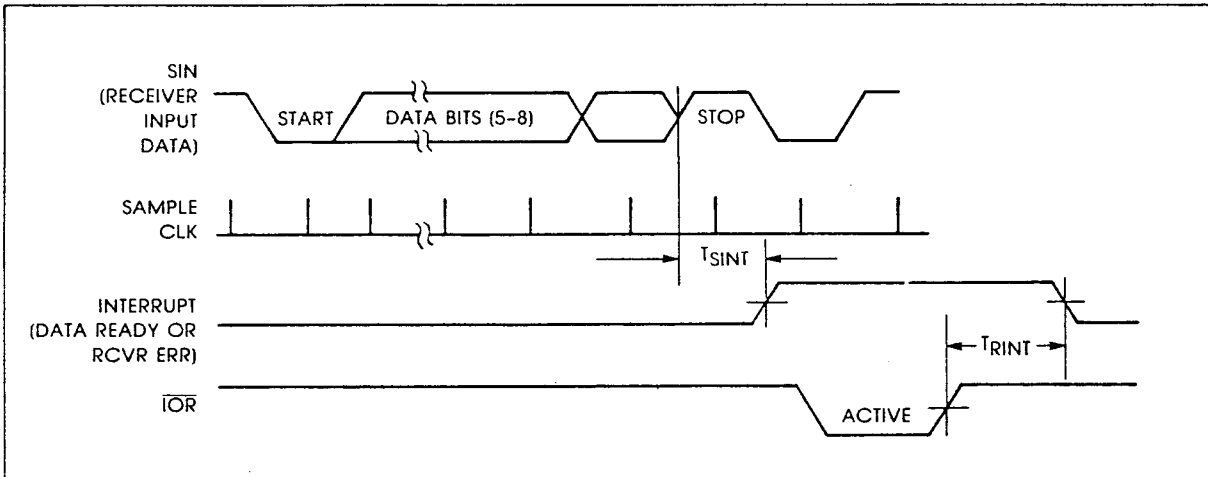 SIN
(RECEIVER
INPUT
DATA)
START
DATA BITS (5-8)
STOP
SAMPLE
CLK
TSINT
INTERRUPT
(DATA READY OR
RCVR ERR)
TRINT
IOR
ACTIVE